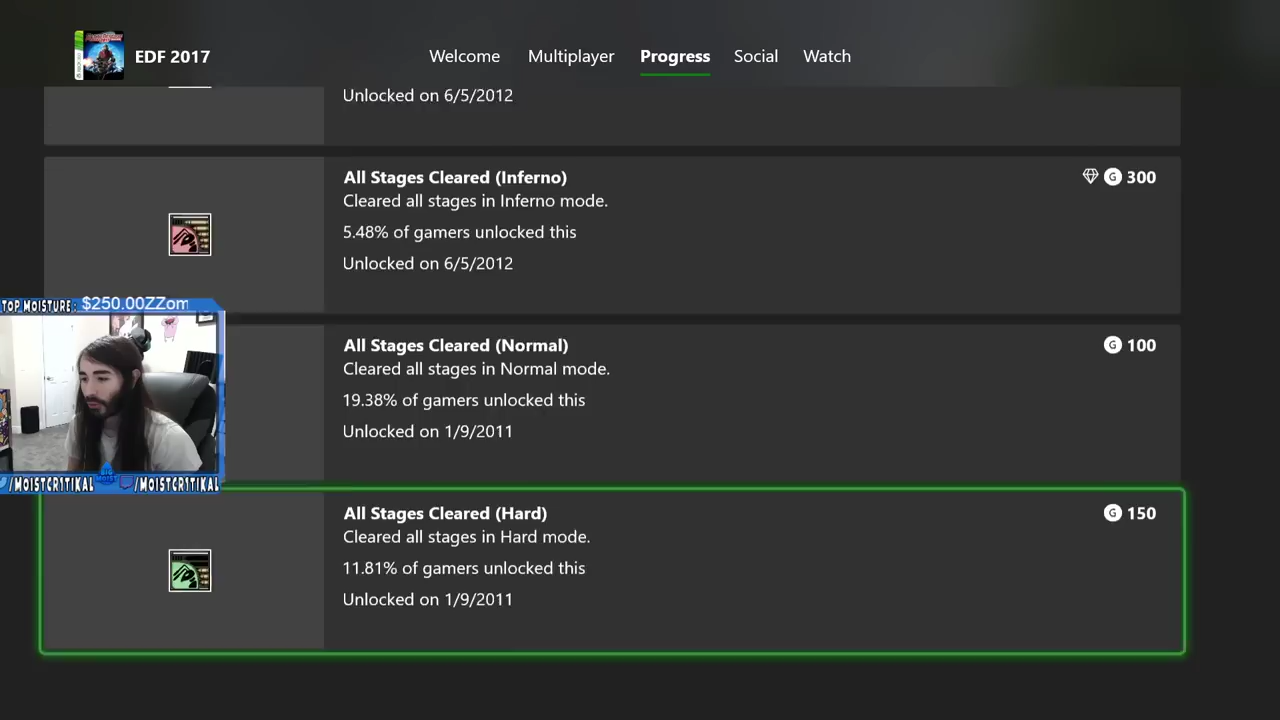 EDF 2017
Welcome
Multiplayer
Progress
Social
Watch
Unlocked on 6/5/2012
All Stages Cleared (Inferno)
G 300
Cleared all stages in Inferno mode.
5.48% of gamers unlocked this
Unlocked on 6/5/2012
TOP MOISTURE: $250.00ZZom
All Stages Cleared (Normal)
G 100
Cleared all stages in Normal mode.
19.38% of gamers unlocked this
Unlocked on 1/9/2011
/MOISTCR1TIKAL
/MOISTCR1TIKAL
All Stages Cleared (Hard)
G 150
Cleared all stages in Hard mode.
11.81% of gamers unlocked this
Unlocked on 1/9/2011